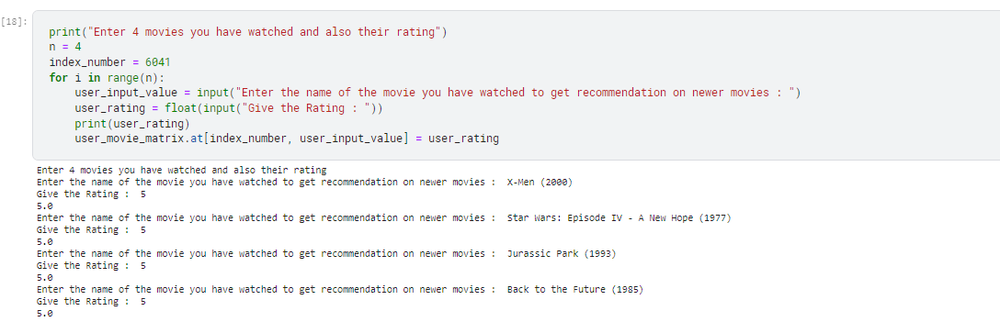 [18]:
print("Enter 4 movies you have watched and also their rating")
n = 4
index_number = 6041
for i in range(n):
    user_input_value = input("Enter the name of the movie you have watched to get recommendation on newer movies : ")
    user_rating = float(input("Give the Rating : "))
    print(user_rating)
    user_movie_matrix.at[index_number, user_input_value] = user_rating
Enter 4 movies you have watched and also their rating
Enter the name of the movie you have watched to get recommendation on newer movies :  X-Men (2000)
Give the Rating :  5
5.0
Enter the name of the movie you have watched to get recommendation on newer movies :  Star Wars: Episode IV - A New Hope (1977)
Give the Rating :  5
5.0
Enter the name of the movie you have watched to get recommendation on newer movies :  Jurassic Park (1993)
Give the Rating :  5
5.0
Enter the name of the movie you have watched to get recommendation on newer movies :  Back to the Future (1985)
Give the Rating :  5
5.0